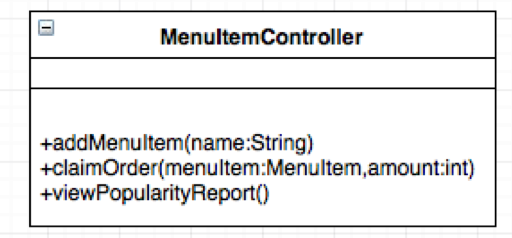 MenuItemController
+addMenuItem(name:String)
+claimOrder(menuItem:MenuItem,amount:int)
+viewPopularityReport()